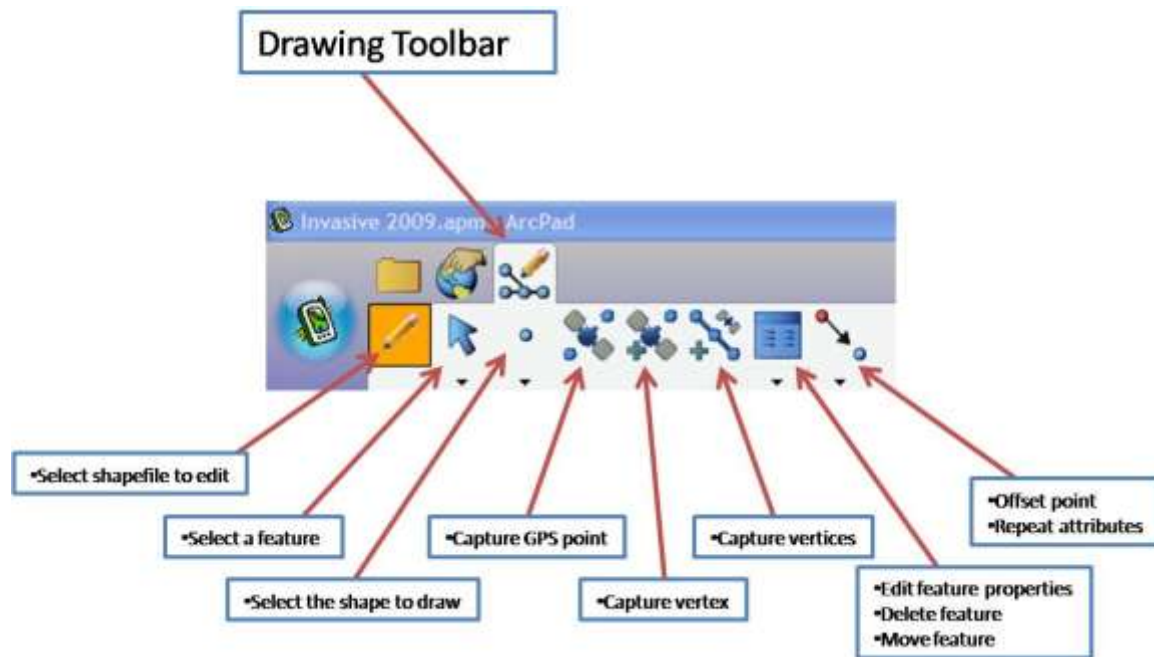 Drawing Toolbar
Invasive 2009.apm - ArcPad
▪Select shapefile to edit
▪Select a feature
▪Select the shape to draw
▪Capture GPS point
▪Capture vertex
▪Capture vertices
▪Edit feature properties
▪Delete feature
▪Move feature
▪Offset point
▪Repeat attributes